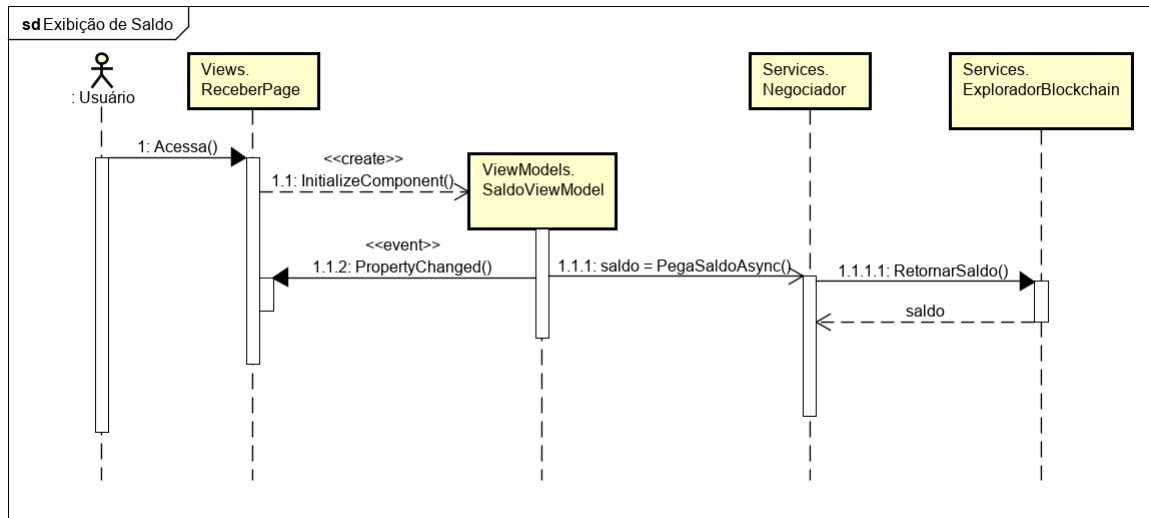 sd Exibição de Saldo
: Usuário
Views.
ReceberPage
Services.
Negociador
Services.
ExploradorBlockchain
1: Acessa()
<<create>>
1.1: InitializeComponent()
ViewModels.
SaldoViewModel
<<event>>
1.1.2: PropertyChanged()
1.1.1: saldo = PegaSaldoAsync()
1.1.1.1: RetornarSaldo()
saldo